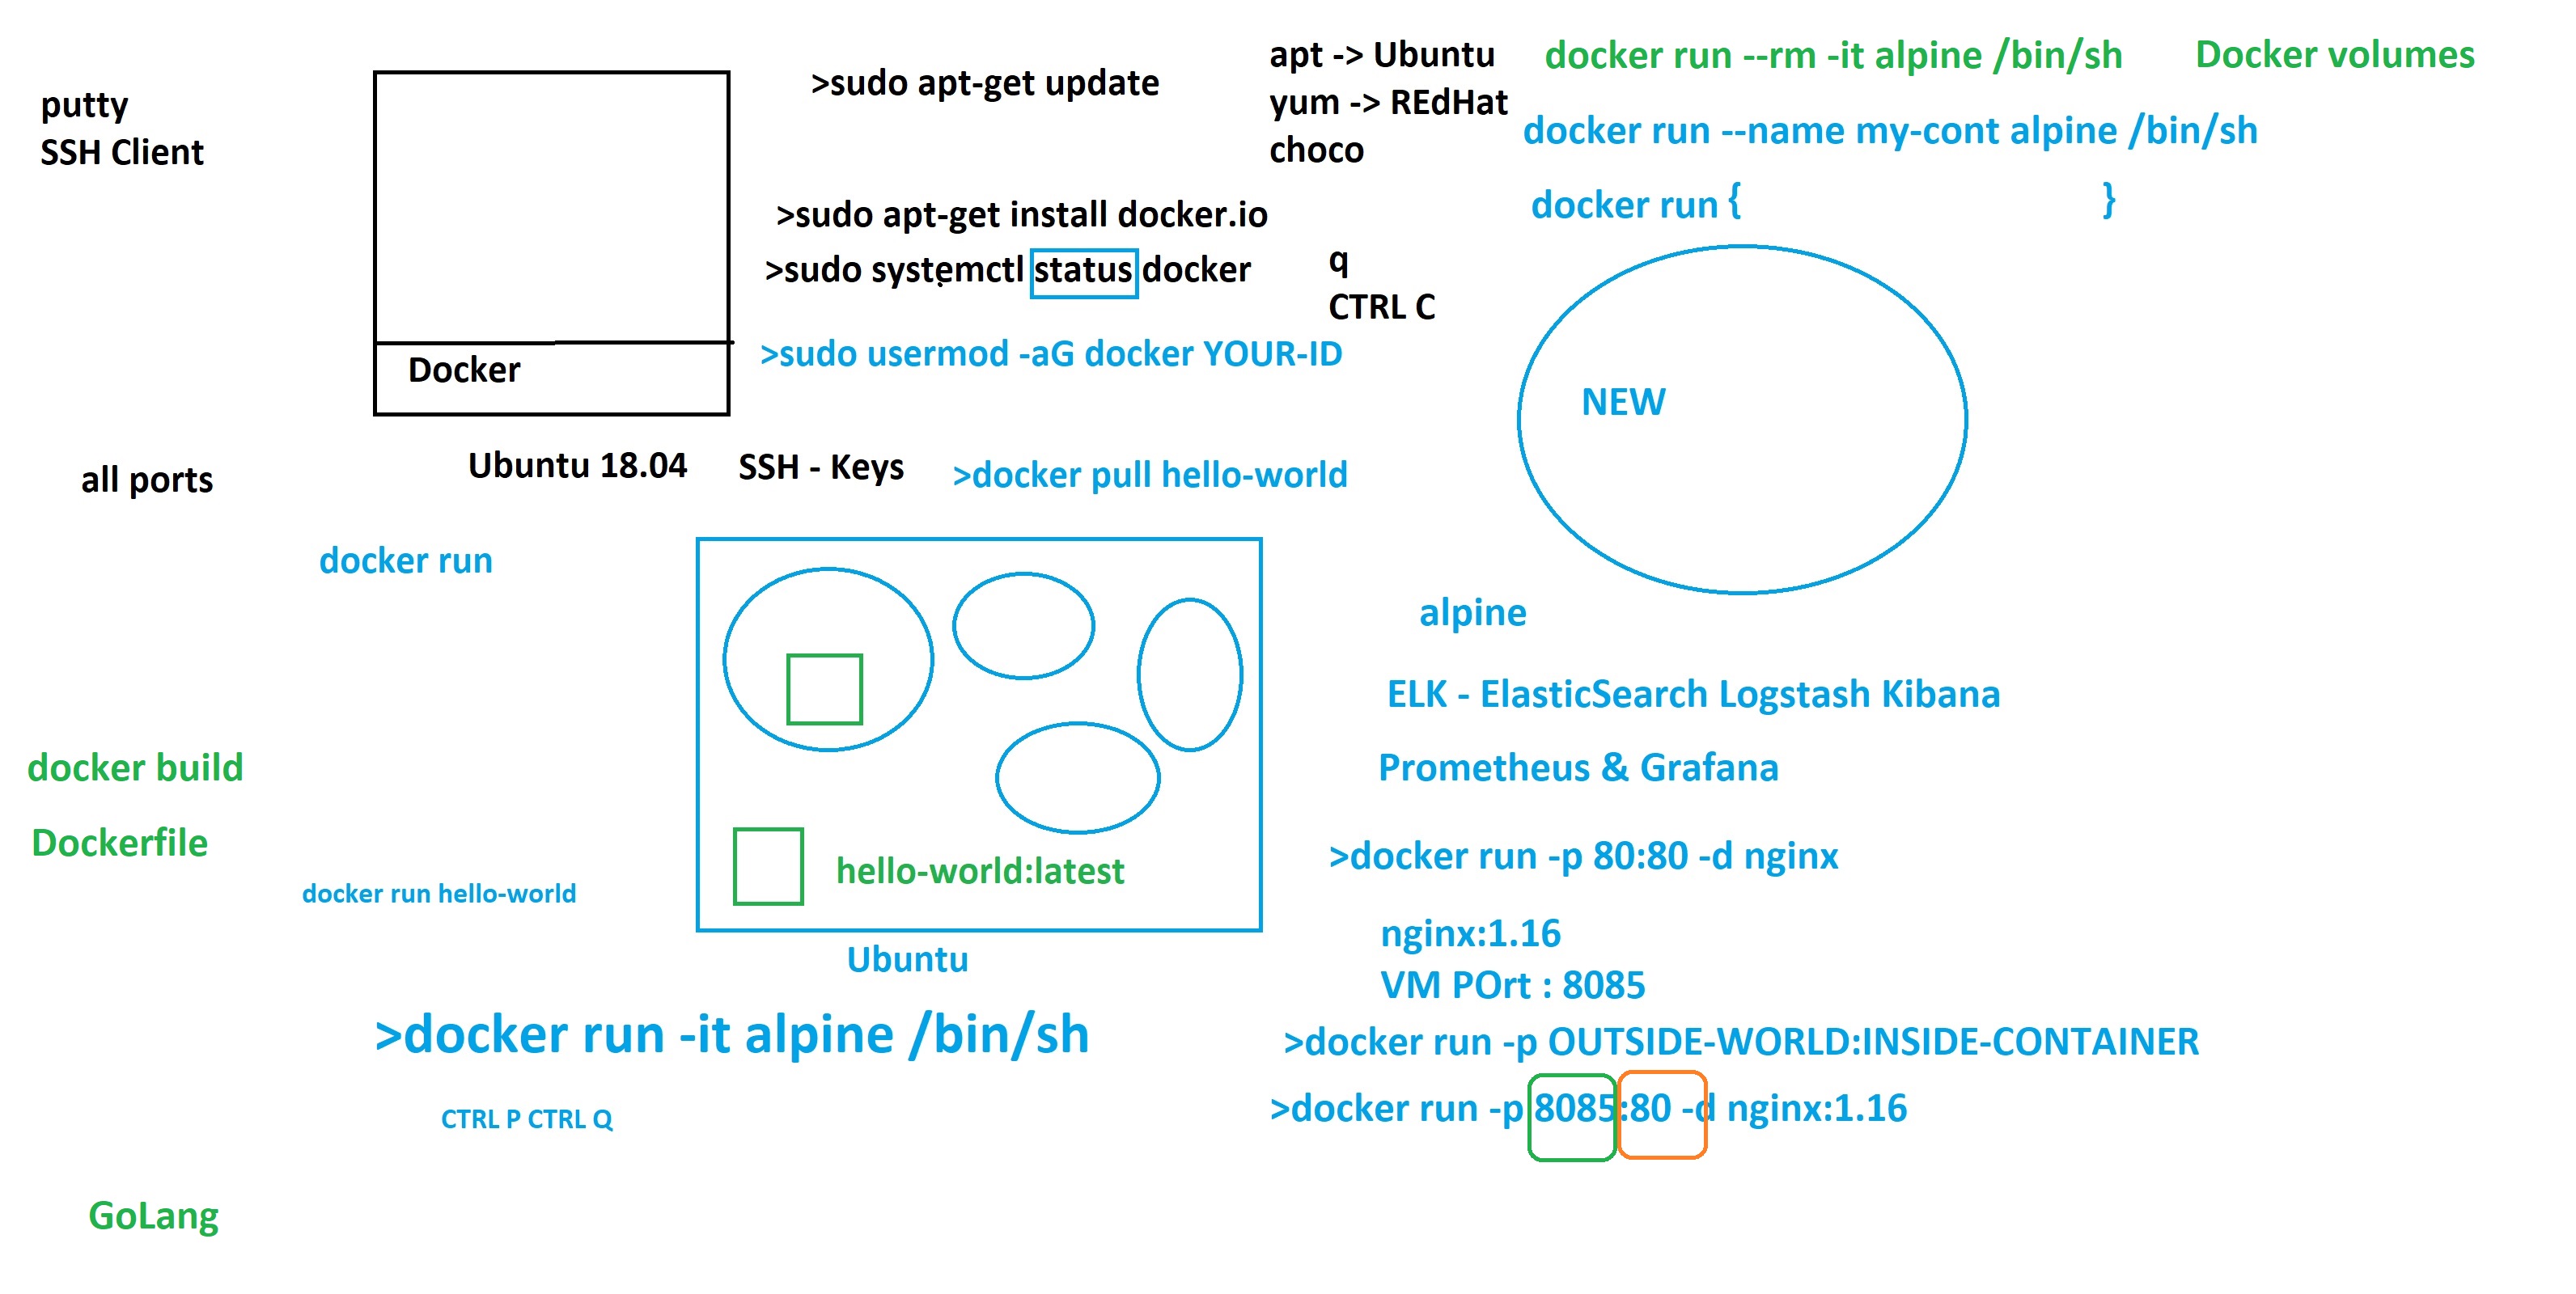 putty
SSH Client
Docker
Ubuntu 18.04
SSH - Keys
all ports
>sudo apt-get update
>sudo apt-get install docker.io
>sudo systemctl status docker
>sudo usermod -aG docker YOUR-ID
>docker pull hello-world
apt -> Ubuntu
yum -> REdHat
choco
q
CTRL C
docker run --rm -it alpine /bin/sh
Docker volumes
docker run --name my-cont alpine /bin/sh
docker run { }
NEW
alpine
docker run
docker build
Dockerfile
docker run hello-world
hello-world:latest
Ubuntu
>docker run -it alpine /bin/sh
CTRL P CTRL Q
GoLang
ELK - ElasticSearch Logstash Kibana
Prometheus & Grafana
>docker run -p 80:80 -d nginx
nginx:1.16
VM POrt : 8085
>docker run -p OUTSIDE-WORLD:INSIDE-CONTAINER
>docker run -p 8085:80 -d nginx:1.16